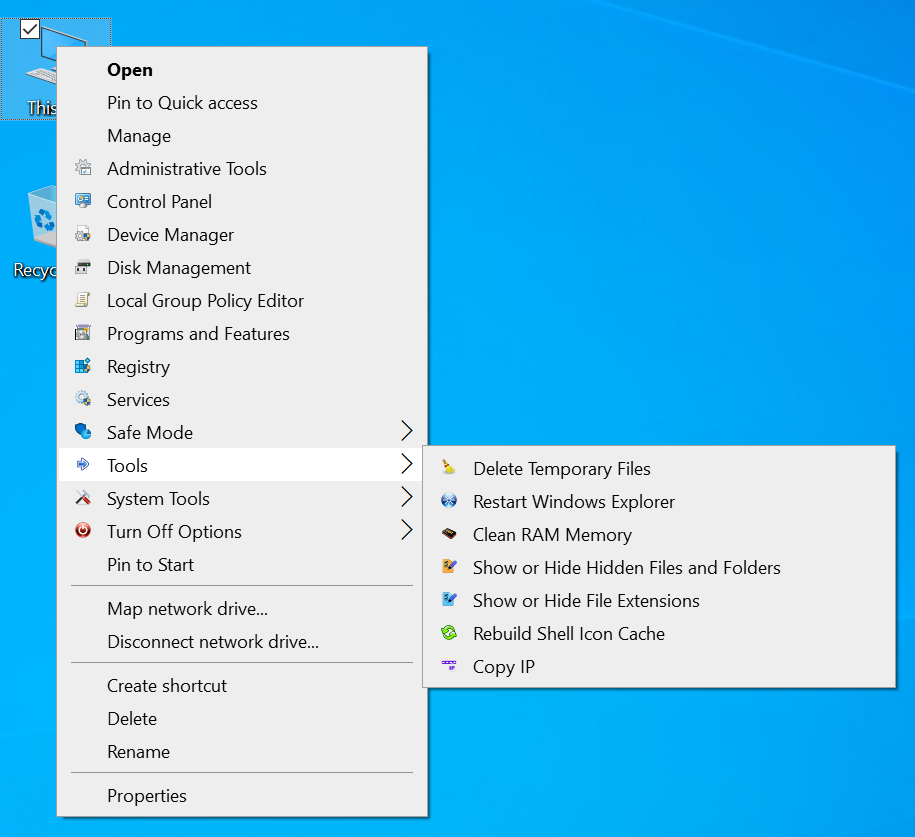 This
Recyc
Open
Pin to Quick access
Manage
Administrative Tools
Control Panel
Device Manager
Disk Management
Local Group Policy Editor
Programs and Features
Registry
Services
Safe Mode
Tools
System Tools
Turn Off Options
Pin to Start
Map network drive...
Disconnect network drive...
Create shortcut
Delete
Rename
Properties
Delete Temporary Files
Restart Windows Explorer
Clean RAM Memory
Show or Hide Hidden Files and Folders
Show or Hide File Extensions
Rebuild Shell Icon Cache
Copy IP